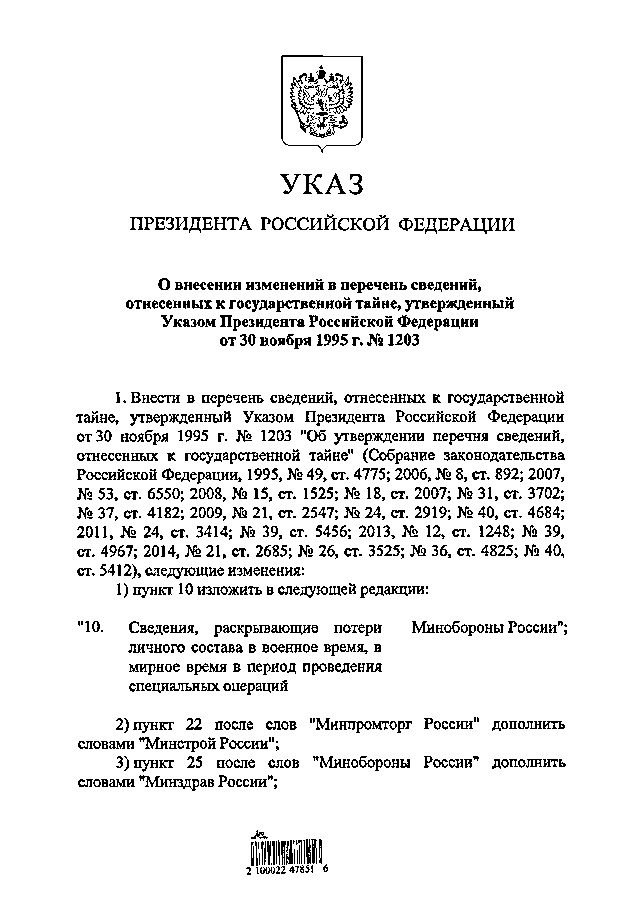 УКАЗ
ПРЕЗИДЕНТА РОССИЙСКОЙ ФЕДЕРАЦИИ
О внесении изменений в перечень сведений,
отнесенных к государственной тайне, утвержденный
Указом Президента Российской Федерации
от 30 ноября 1995 г. № 1203
1. Внести в перечень сведений, отнесенных к государственной
тайне, утвержденный Указом Президента Российской Федерации
от 30 ноября 1995 г. № 1203 "Об утверждении перечня сведений,
отнесенных к государственной тайне" (Собрание законодательства
Российской Федерации, 1995, № 49, ст. 4775; 2006, № 8, ст. 892; 2007,
№ 53, ст. 6550; 2008, № 15, ст. 1525; № 18, ст. 2007; № 31, ст. 3702;
№ 37, ст. 4182; 2009, № 21, ст. 2547; № 24, ст. 2919; № 40, ст. 4684;
2011, № 24, ст. 3414; № 39, ст. 5456; 2013, № 12, ст. 1248; № 39,
ст. 4967; 2014, № 21, ст. 2685; № 26, ст. 3525; № 36, ст. 4825; № 40,
ст. 5412), следующие изменения:
1) пункт 10 изложить в следующей редакции:
"10. Сведения, раскрывающие потери Минобороны России";
личного состава в военное время, в
мирное время в период проведения
специальных операций
2) пункт 22 после слов "Минпромторг России" дополнить
словами "Минстрой России";
3) пункт 25 после слов "Минобороны России" дополнить
словами "Минздрав России";
2 100022 47851 6